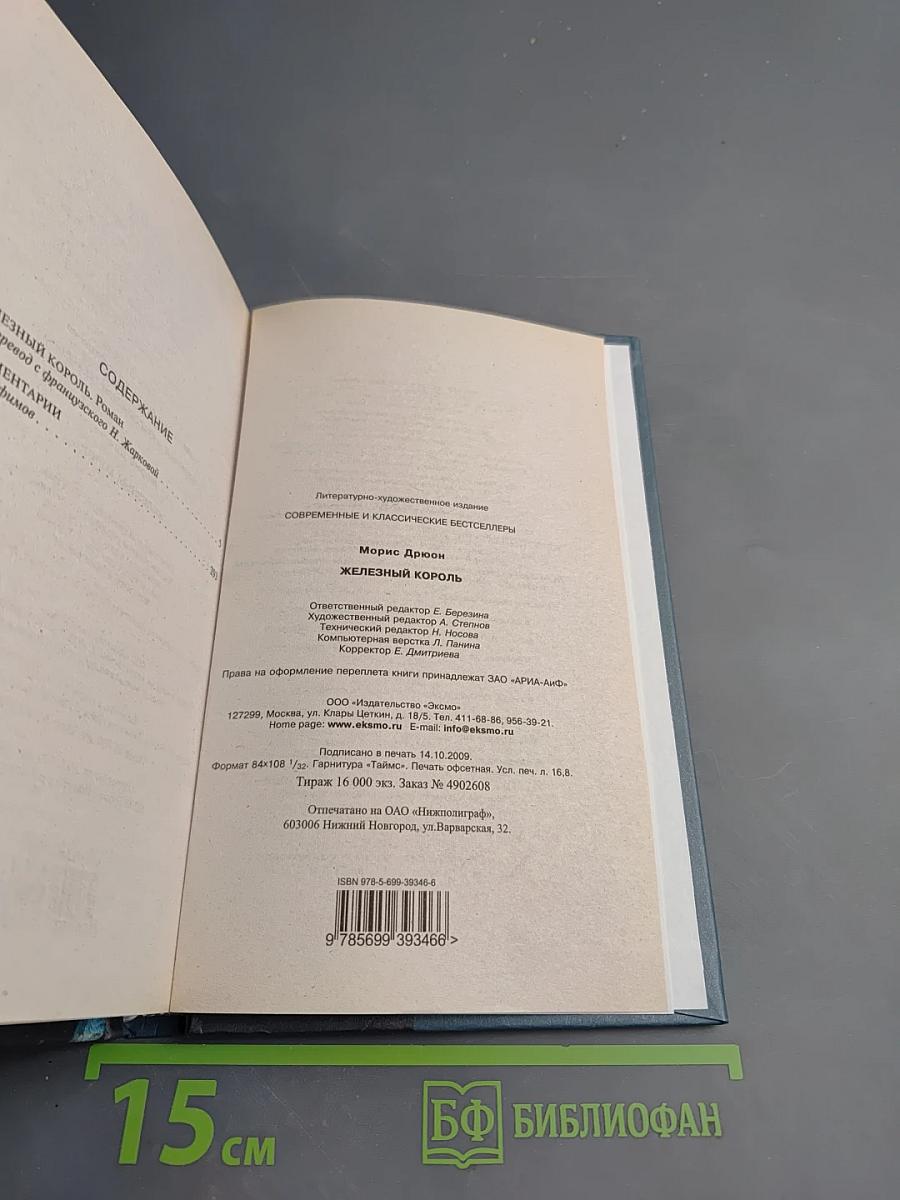 СОДЕРЖАНИЕ
ЛЕЗНЫЙ КОРОЛЬ. Роман
еревод с французского Н. Жарковой . . . . . 5
МЕНТАРИИ
фимов . . . . . . . . . .
Литературно-художественное издание
СОВРЕМЕННЫЕ И КЛАССИЧЕСКИЕ БЕСТСЕЛЛЕРЫ
Морис Дрюон
ЖЕЛЕЗНЫЙ КОРОЛЬ
Ответственный редактор Е. Березина
Художественный редактор А. Степнов
Технический редактор Н. Носова
Компьютерная верстка Л. Панина
Корректор Е. Дмитриева
Права на оформление переплета книги принадлежат ЗАО «АРИА-АиФ»
ООО «Издательство «Эксмо»
127299, Москва, ул. Клары Цеткин, д. 18/5. Тел. 411-68-86, 956-39-21.
Home page: www.eksmo.ru E-mail: info@eksmo.ru
Подписано в печать 14.10.2009.
Формат 84×108 1/32. Гарнитура «Таймс». Печать офсетная. Усл. печ. л. 16,8.
Тираж 16 000 экз. Заказ № 4902608
Отпечатано на ОАО «Нижполиграф»,
603006 Нижний Новгород, ул.Варварская, 32.
ISBN 978-5-699-39346-6
9 785699 393466 >
15 см
БФ БИБЛИОФАН